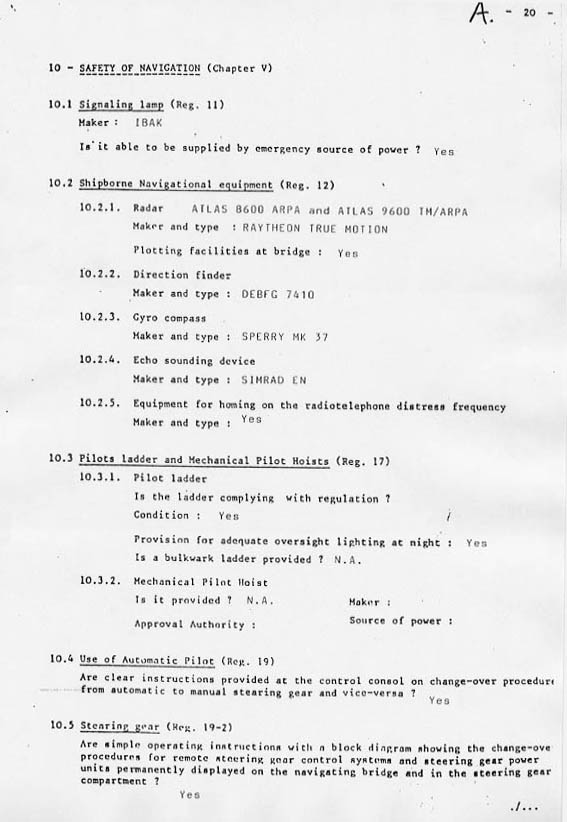 A. - 20 -
10 - SAFETY OF NAVIGATION (Chapter V)
10.1 Signaling lamp (Reg. 11)
Maker : IBAK
Is it able to be supplied by emergency source of power ? Yes
10.2 Shipborne Navigational equipment (Reg. 12)
10.2.1. Radar ATLAS 8600 ARPA and ATLAS 9600 TM/ARPA
Maker and type : RAYTHEON TRUE MOTION
Plotting facilities at bridge : Yes
10.2.2. Direction finder
Maker and type : DEBFG 7410
10.2.3. Gyro compass
Maker and type : SPERRY MK 37
10.2.4. Echo sounding device
Maker and type : SIMRAD EN
10.2.5. Equipment for homing on the radiotelephone distress frequency
Maker and type : Yes
10.3 Pilots ladder and Mechanical Pilot Hoists (Reg. 17)
10.3.1. Pilot ladder
Is the ladder complying with regulation ?
Condition : Yes
Provision for adequate oversight lighting at night : Yes
Is a bulkwark ladder provided ? N.A.
10.3.2. Mechanical Pilot Hoist
Is it provided ? N.A. Maker :
Approval Authority : Source of power :
10.4 Use of Automatic Pilot (Reg. 19)
Are clear instructions provided at the control consol on change-over procedure
from automatic to manual stearing gear and vice-versa ?
Yes
10.5 Stearing gear (Reg. 19-2)
Are simple operating instructions with a block diagram showing the change-ove
procedures for remote steering gear control systems and steering gear power
units permanently displayed on the navigating bridge and in the steering gear
compartment ?
Yes
./...